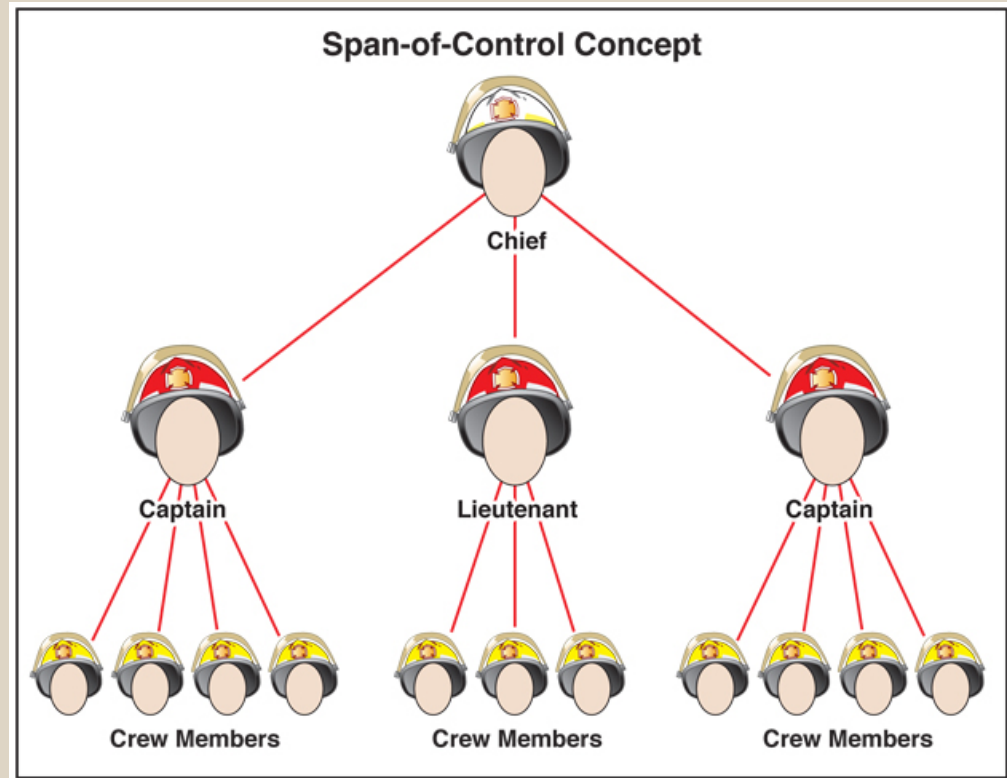 Span-of-Control Concept
Chief
Captain
Lieutenant
Captain
Crew Members
Crew Members
Crew Members